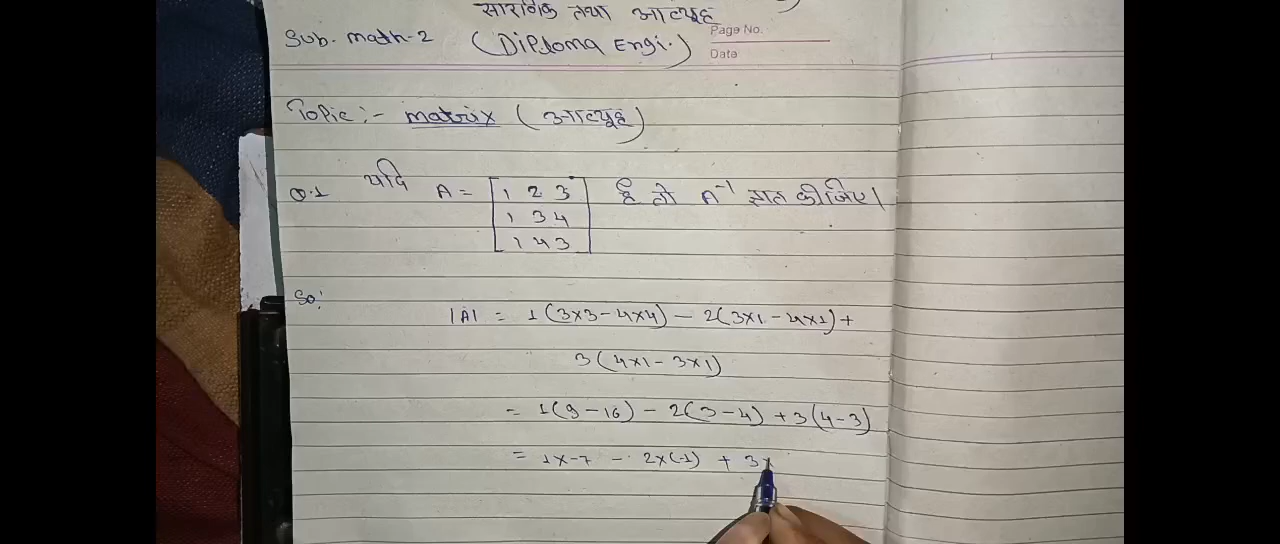 सारणिक तथा आव्यूह
Sub. math-2 (Diploma Engi.)
Page No.
Date
Topic :- matrix (आव्यूह)
Q.1 यदि A = [1 2 3 है तो A⁻¹ ज्ञात कीजिए।
1 3 4
1 4 3]
So:
|A| = 1(3×3-4×4) - 2(3×1-4×1) +
3(4×1-3×1)
= 1(9-16) - 2(3-4) + 3(4-3)
= 1×-7 - 2×(-1) + 3×